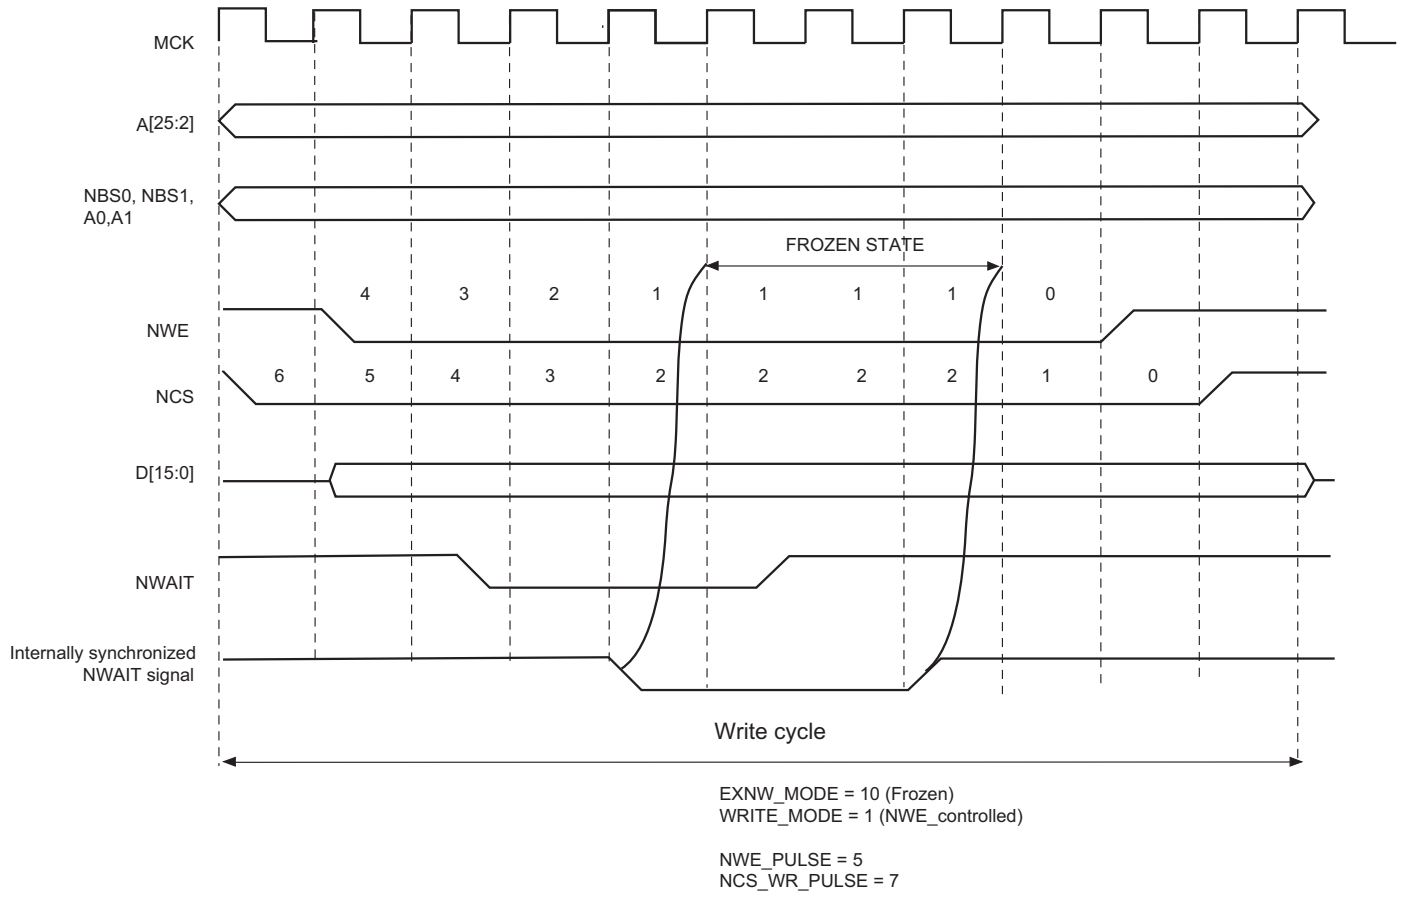 MCK
A[25:2]
NBS0, NBS1,
A0,A1
FROZEN STATE
4 3 2 1 1 1 1 0
NWE
6 5 4 3 2 2 2 2 1 0
NCS
D[15:0]
NWAIT
Internally synchronized
NWAIT signal
Write cycle
EXNW_MODE = 10 (Frozen)
WRITE_MODE = 1 (NWE_controlled)
NWE_PULSE = 5
NCS_WR_PULSE = 7